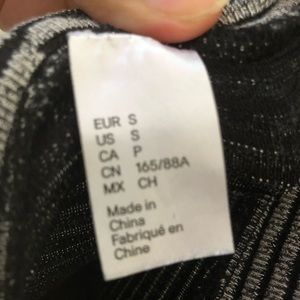 EUR S
US S
CA P
CN 165/88A
MX CH
Made in
China
Fabriqué en
Chine